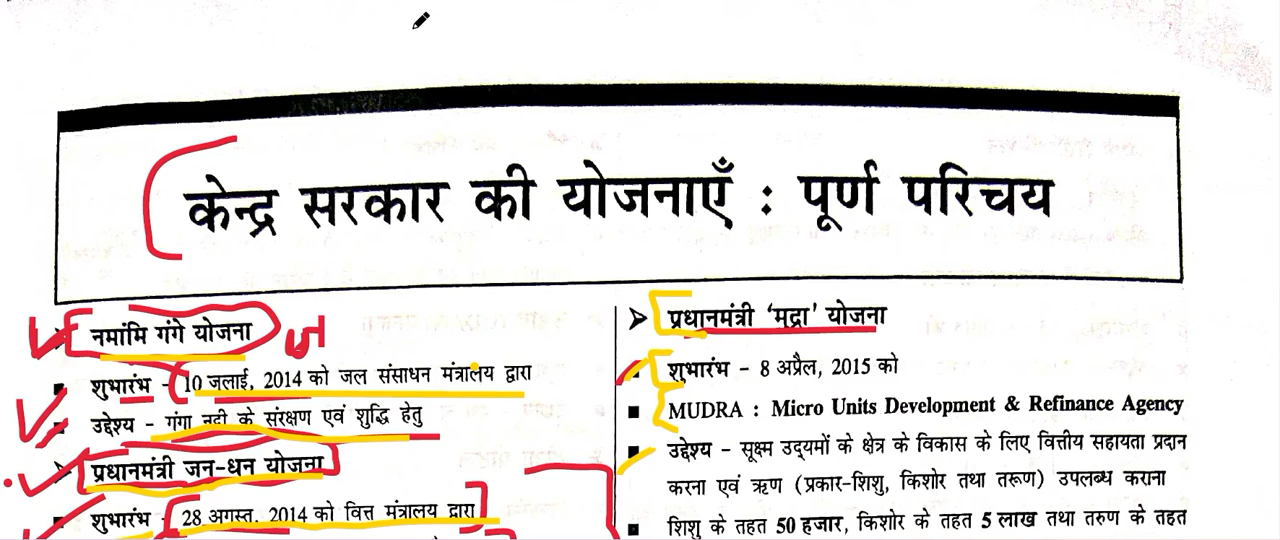 केन्द्र सरकार की योजनाएँ : पूर्ण परिचय
नमांमि गंगे योजना
शुभारंभ - 10 जुलाई, 2014 को जल संसाधन मंत्रालय द्वारा
उद्देश्य - गंगा नदी के संरक्षण एवं शुद्धि हेतु
प्रधानमंत्री जन-धन योजना
शुभारंभ - 28 अगस्त, 2014 को वित्त मंत्रालय द्वारा
➤ प्रधानमंत्री 'मुद्रा' योजना
शुभारंभ - 8 अप्रैल, 2015 को
■ MUDRA : Micro Units Development & Refinance Agency
उद्देश्य - सूक्ष्म उद्यमों के क्षेत्र के विकास के लिए वित्तीय सहायता प्रदान
करना एवं ऋण (प्रकार-शिशु, किशोर तथा तरूण) उपलब्ध कराना
■ शिशु के तहत 50 हजार, किशोर के तहत 5 लाख तथा तरुण के तहत